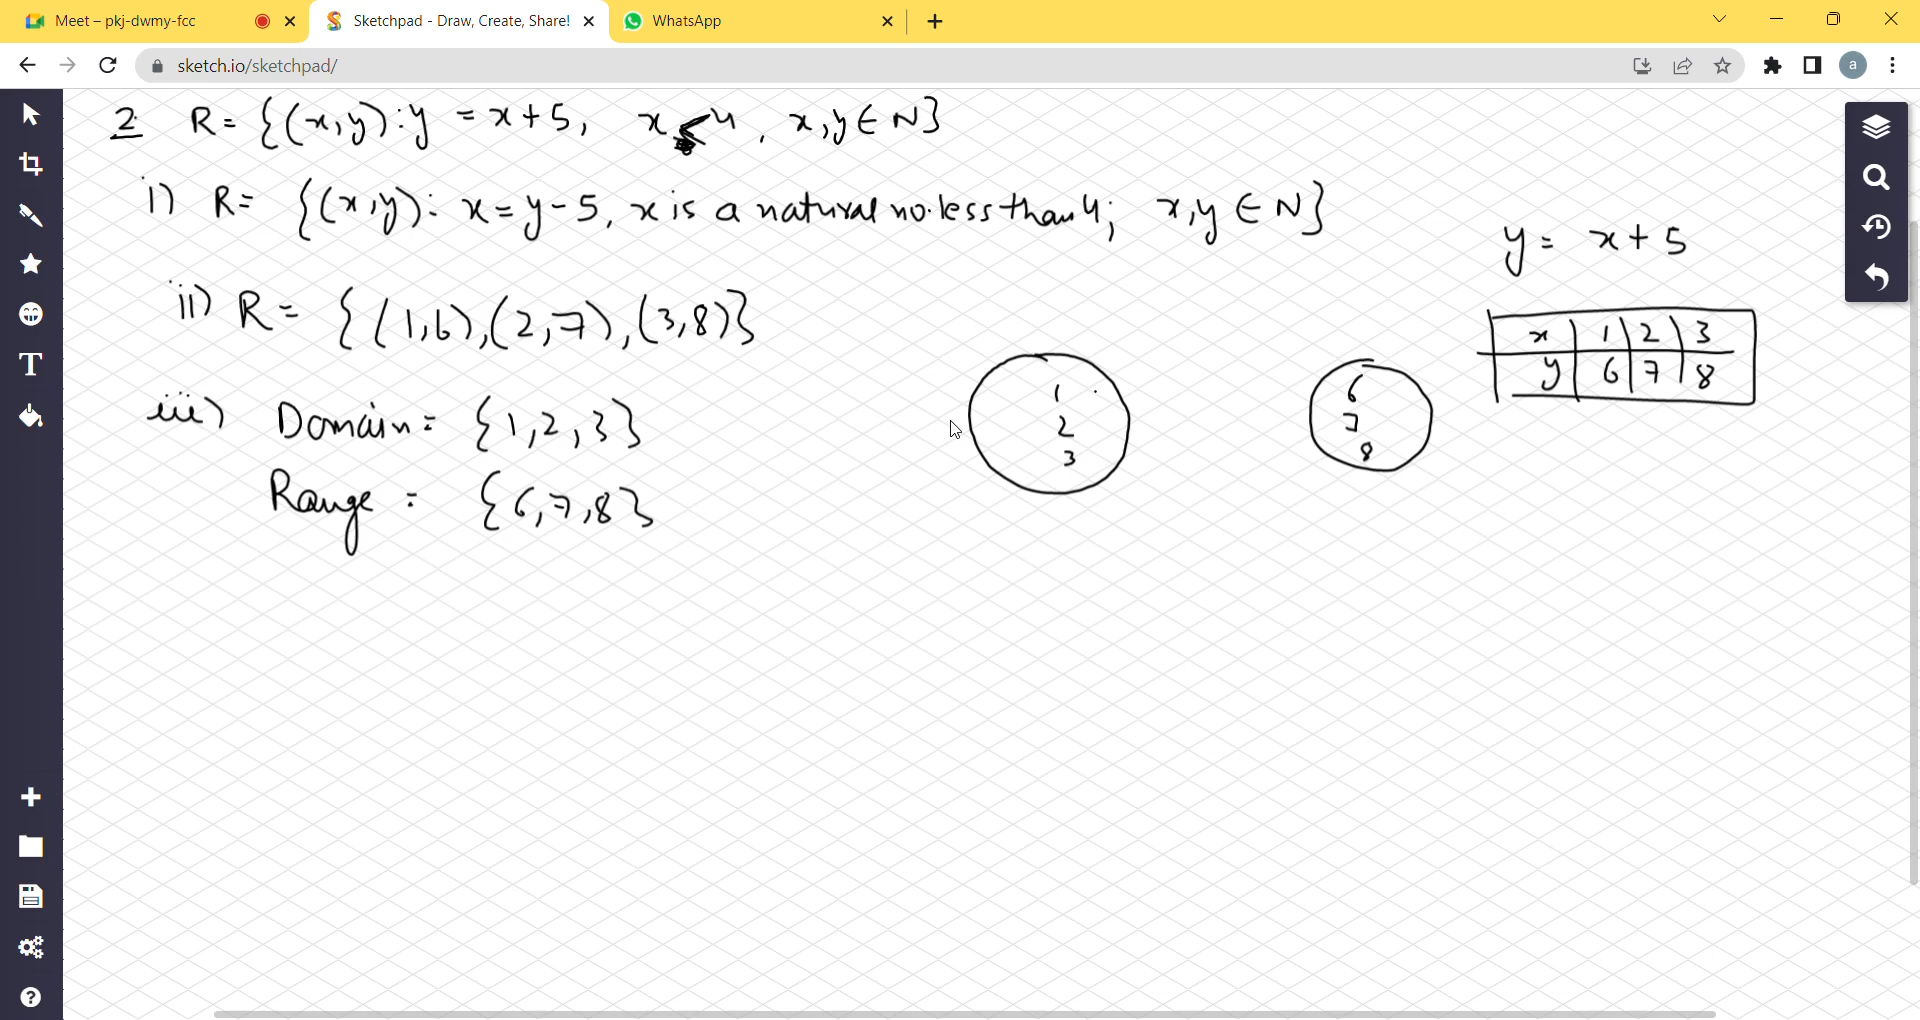 Meet – pkj-dwmy-fcc
Sketchpad - Draw, Create, Share!
WhatsApp
sketch.io/sketchpad/
a
2 R = {(x,y) : y = x + 5, x < 4, x,y ∈ N}
i) R = {(x,y): x = y - 5, x is a natural no. less than 4; x,y ∈ N}
y = x + 5
ii) R = {(1,6),(2,7),(3,8)}
x 1 2 3
y 6 7 8
iii) Domain = {1,2,3}
1
2
3
6
7
8
Range = {6,7,8}
T
?